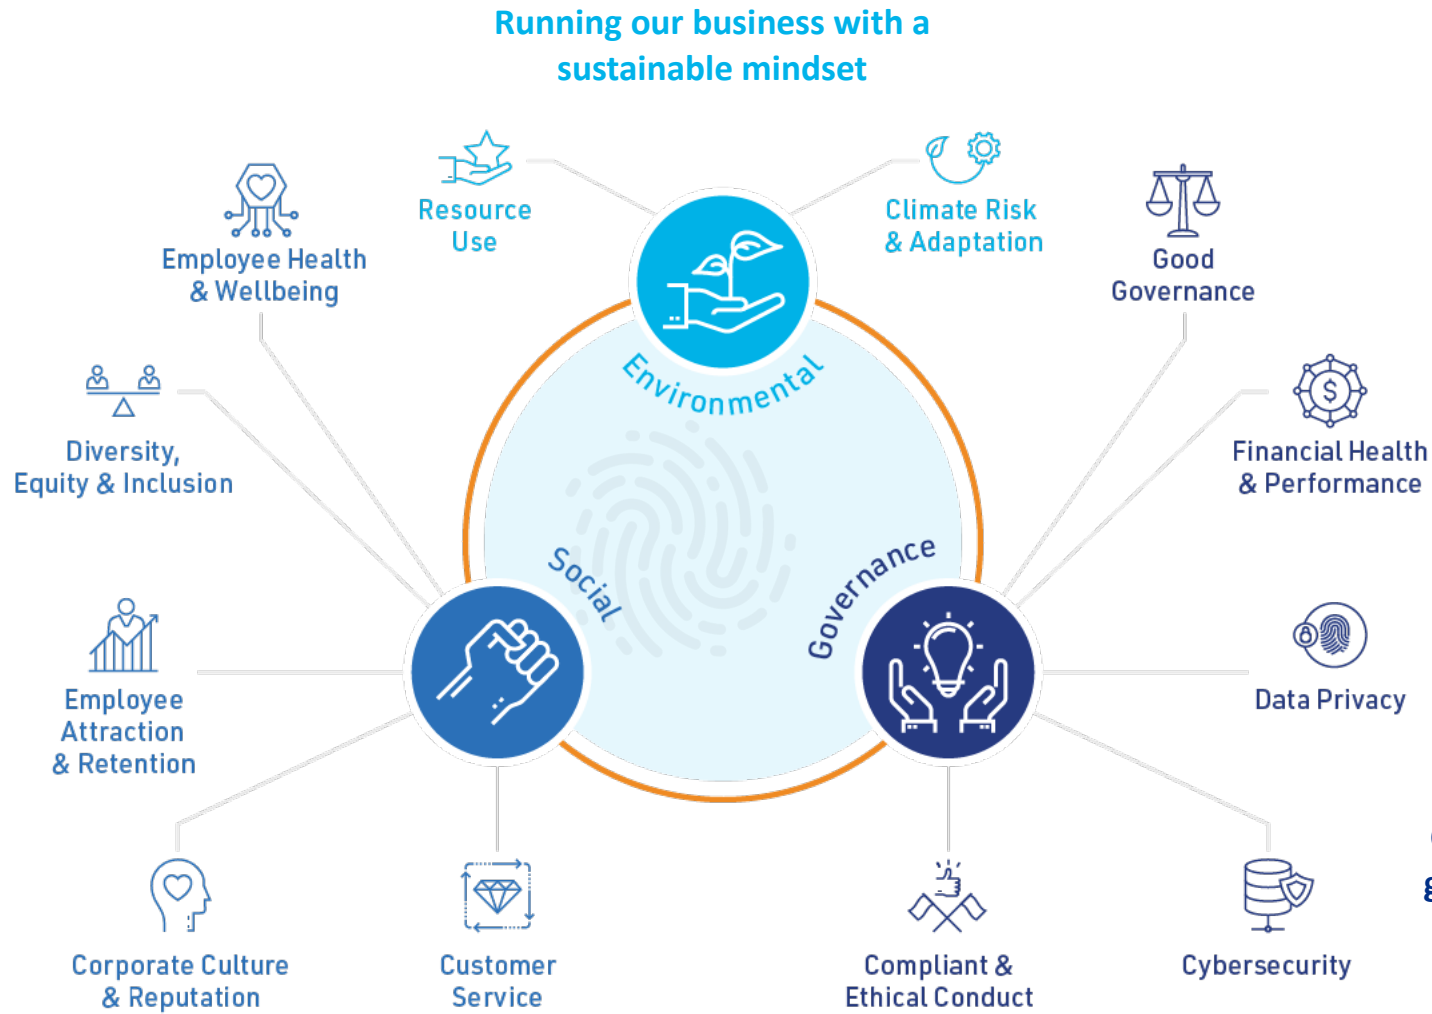 Running our business with a
sustainable mindset
Resource
Use
Climate Risk
& Adaptation
Employee Health
& Wellbeing
Good
Governance
Environmental
Diversity,
Equity & Inclusion
Financial Health
& Performance
Social
Governance
Employee
Attraction
& Retention
Data Privacy
Corporate Culture
& Reputation
Customer
Service
Compliant &
Ethical Conduct
Cybersecurity